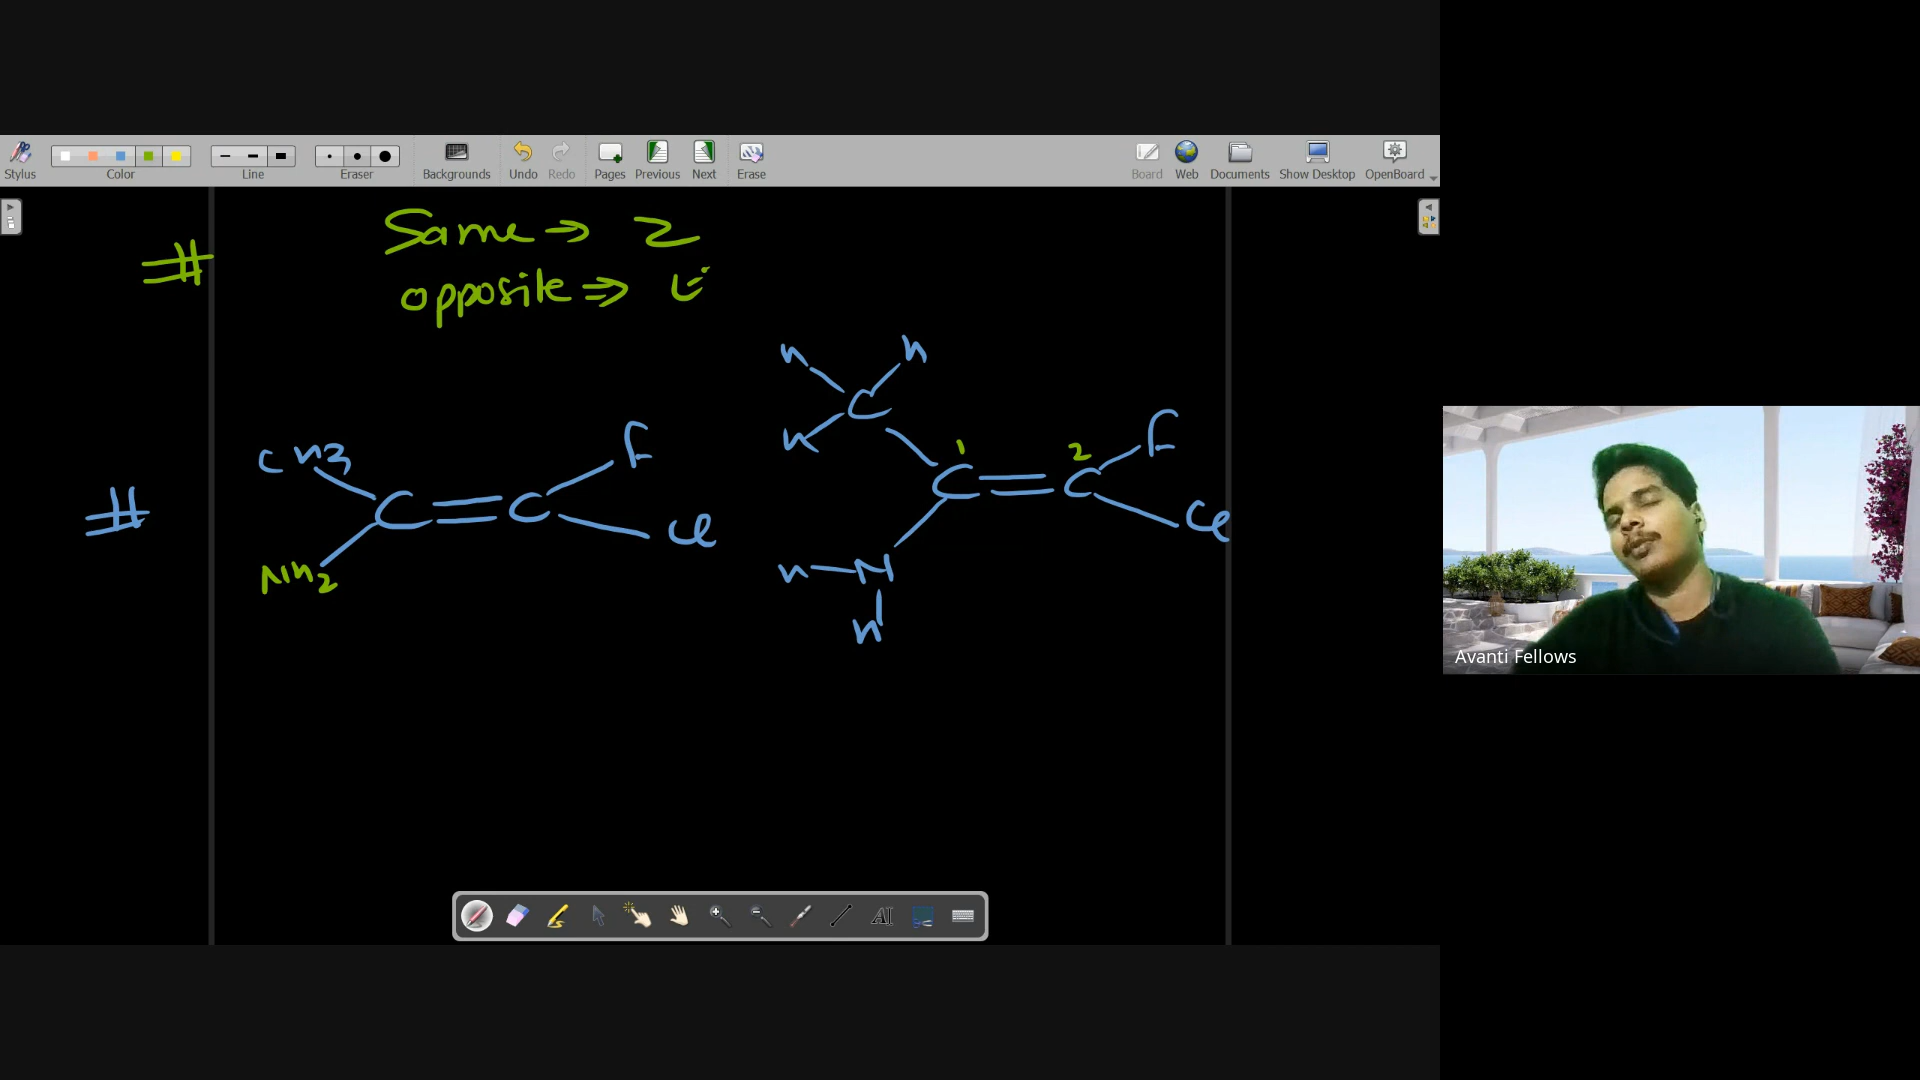 Stylus Color Line Eraser Backgrounds Undo Redo Pages Previous Next Erase Board Web Documents Show Desktop OpenBoard
Same → Z
# opposite ⇒ E
H H
C
H
CH3 F
C = C
Cl
NH2
#
1 2 F
C = C
Cl
H — N
H
AI
Avanti Fellows